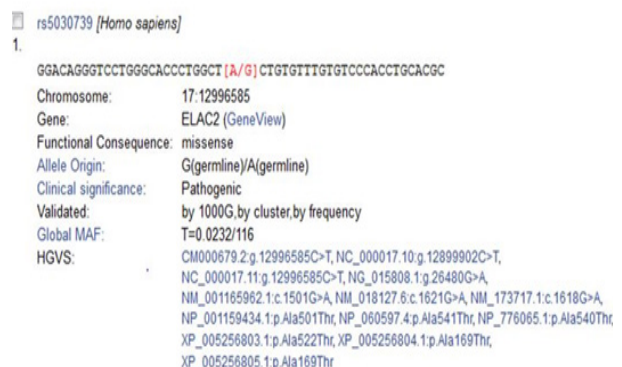 rs5030739 [Homo sapiens]
1.
GGACAGGGTCCTGGGCACCCTGGCT[A/G]CTGTGTTTGTGTCCCACCTGCACGC
Chromosome: 17:12996585
Gene: ELAC2 (GeneView)
Functional Consequence: missense
Allele Origin: G(germline)/A(germline)
Clinical significance: Pathogenic
Validated: by 1000G,by cluster,by frequency
Global MAF: T=0.0232/116
HGVS: CM000679.2:g.12996585C>T, NC_000017.10:g.12899902C>T,
NC_000017.11:g.12996585C>T, NG_015808.1:g.26480G>A,
NM_001165962.1:c.1501G>A, NM_018127.6:c.1621G>A, NM_173717.1:c.1618G>A,
NP_001159434.1:p.Ala501Thr, NP_060597.4:p.Ala541Thr, NP_776065.1:p.Ala540Thr,
XP_005256803.1:p.Ala522Thr, XP_005256804.1:p.Ala169Thr,
XP_005256805.1:p.Ala169Thr